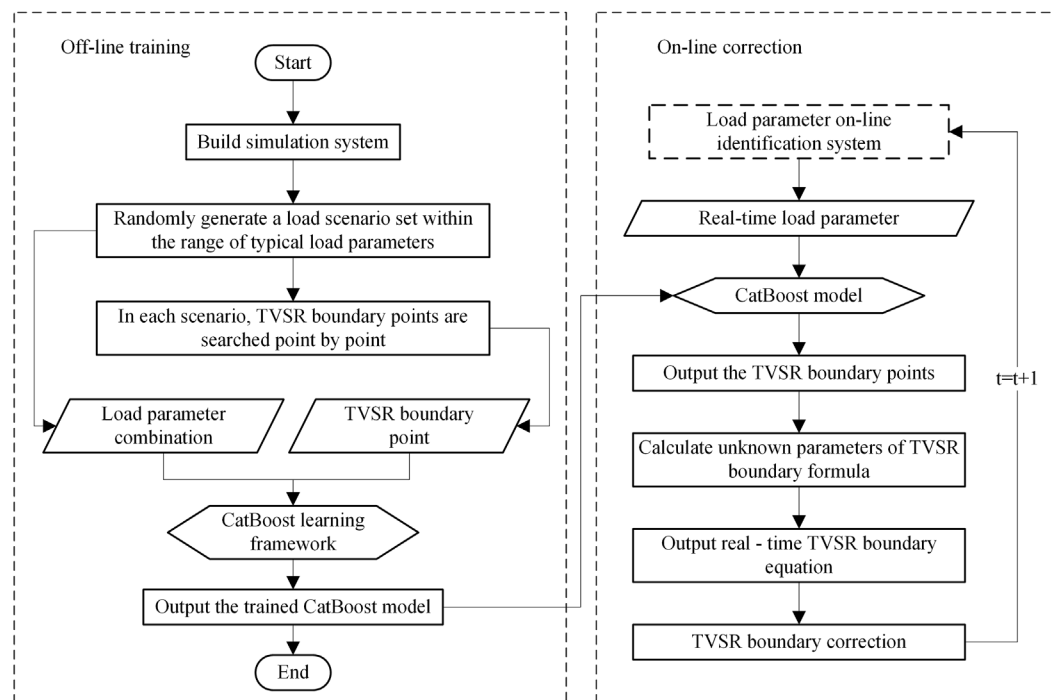 Off-line training
Start
Build simulation system
Randomly generate a load scenario set within
the range of typical load parameters
In each scenario, TVSR boundary points are
searched point by point
Load parameter
combination
TVSR boundary
point
CatBoost learning
framework
Output the trained CatBoost model
End
On-line correction
Load parameter on-line
identification system
Real-time load parameter
CatBoost model
Output the TVSR boundary points
t=t+1
Calculate unknown parameters of TVSR
boundary formula
Output real - time TVSR boundary
equation
TVSR boundary correction